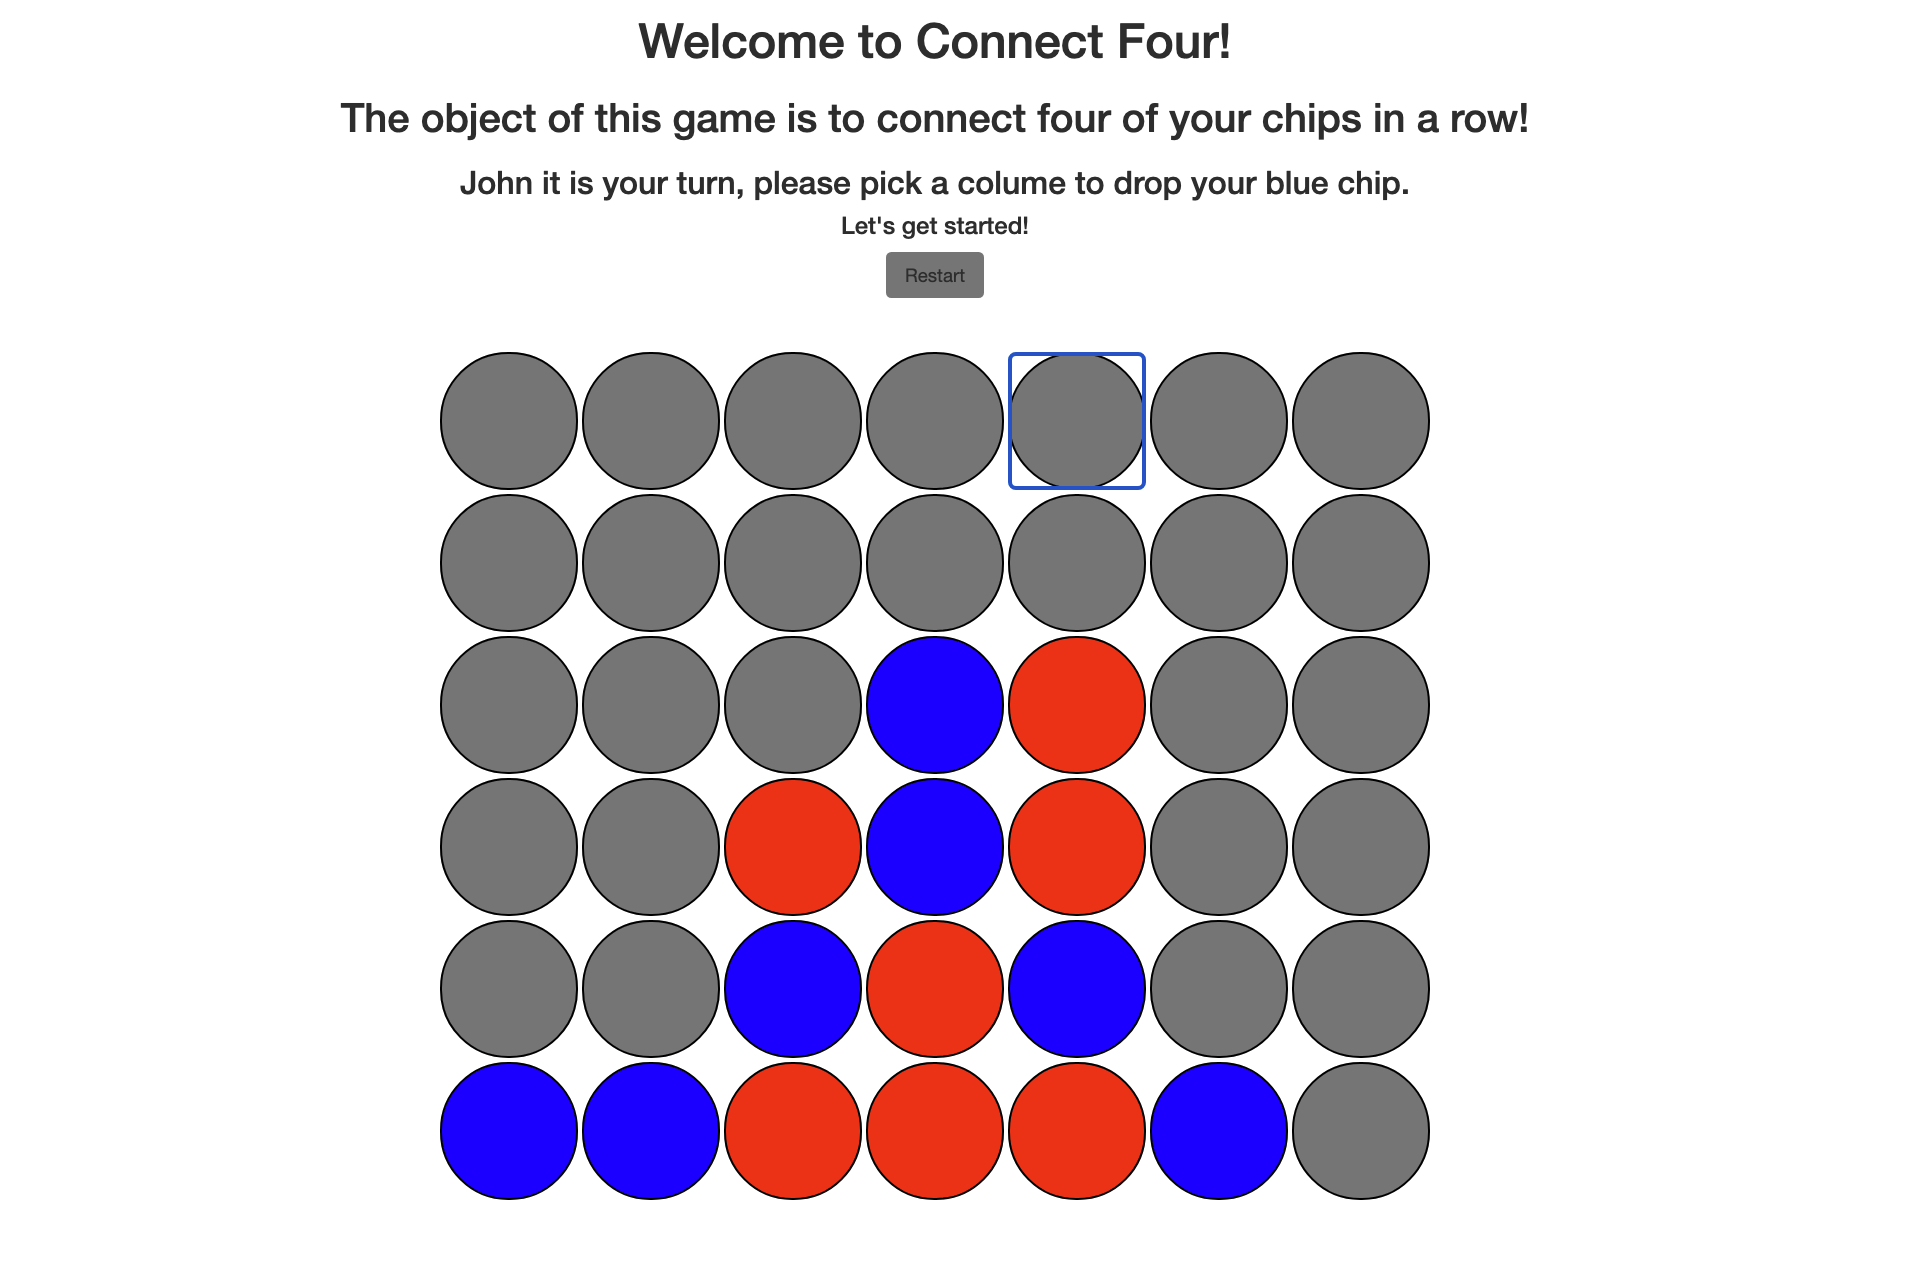 Welcome to Connect Four!
The object of this game is to connect four of your chips in a row!
John it is your turn, please pick a colume to drop your blue chip.
Let's get started!
Restart